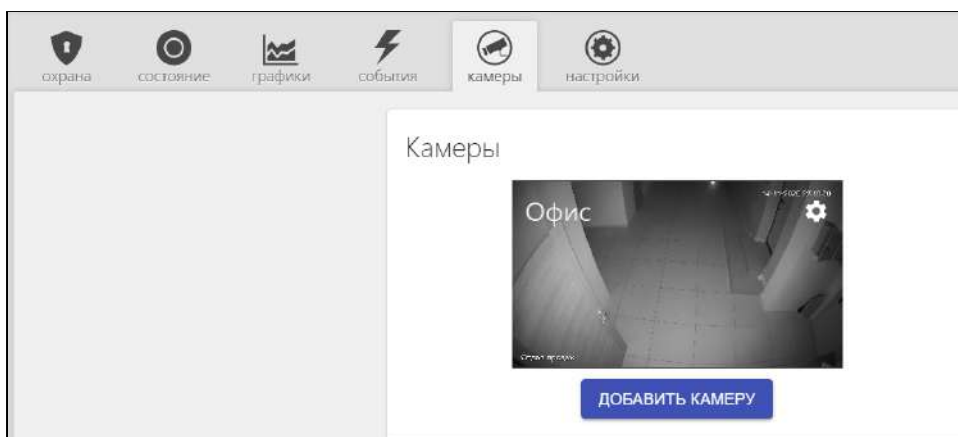 охрана
состояние
графики
события
камеры
настройки
Камеры
Офис
ДОБАВИТЬ КАМЕРУ